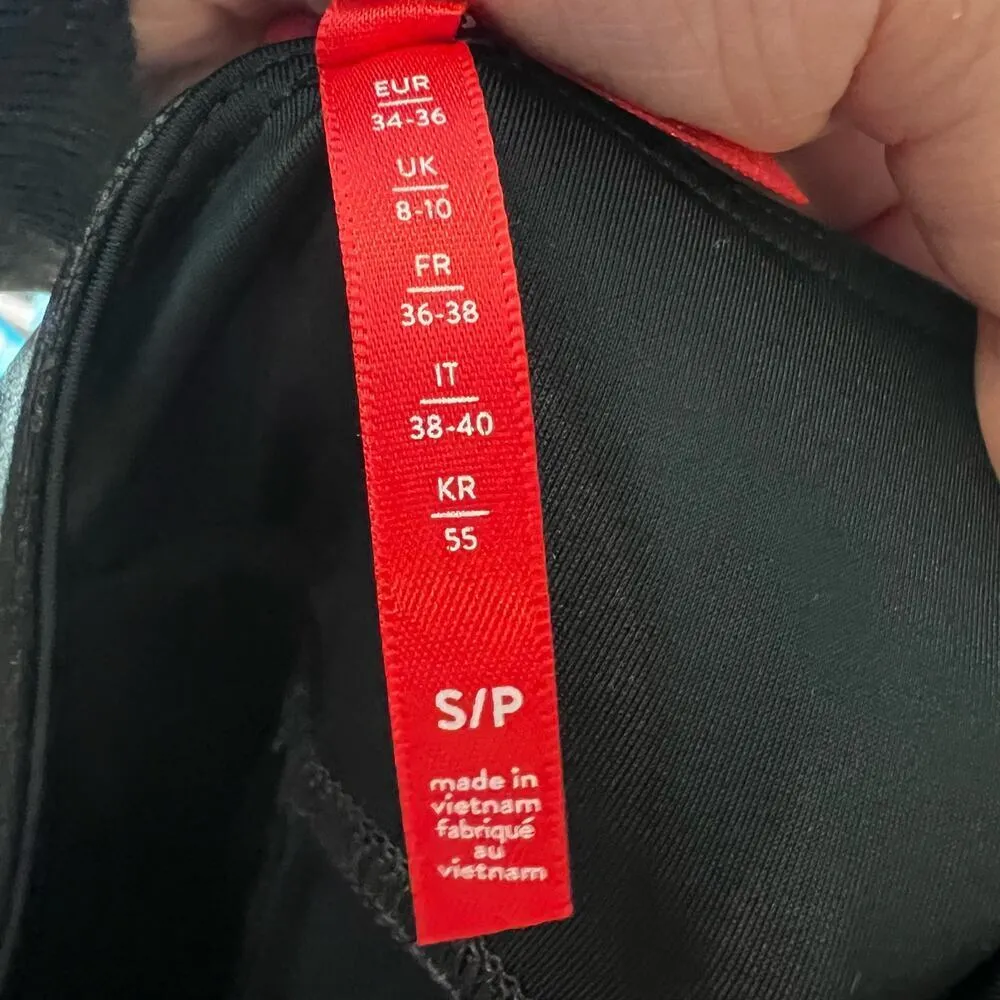 EUR
34-36
UK
8-10
FR
36-38
IT
38-40
KR
55
S/P
made in
vietnam
fabriqué
au
vietnam